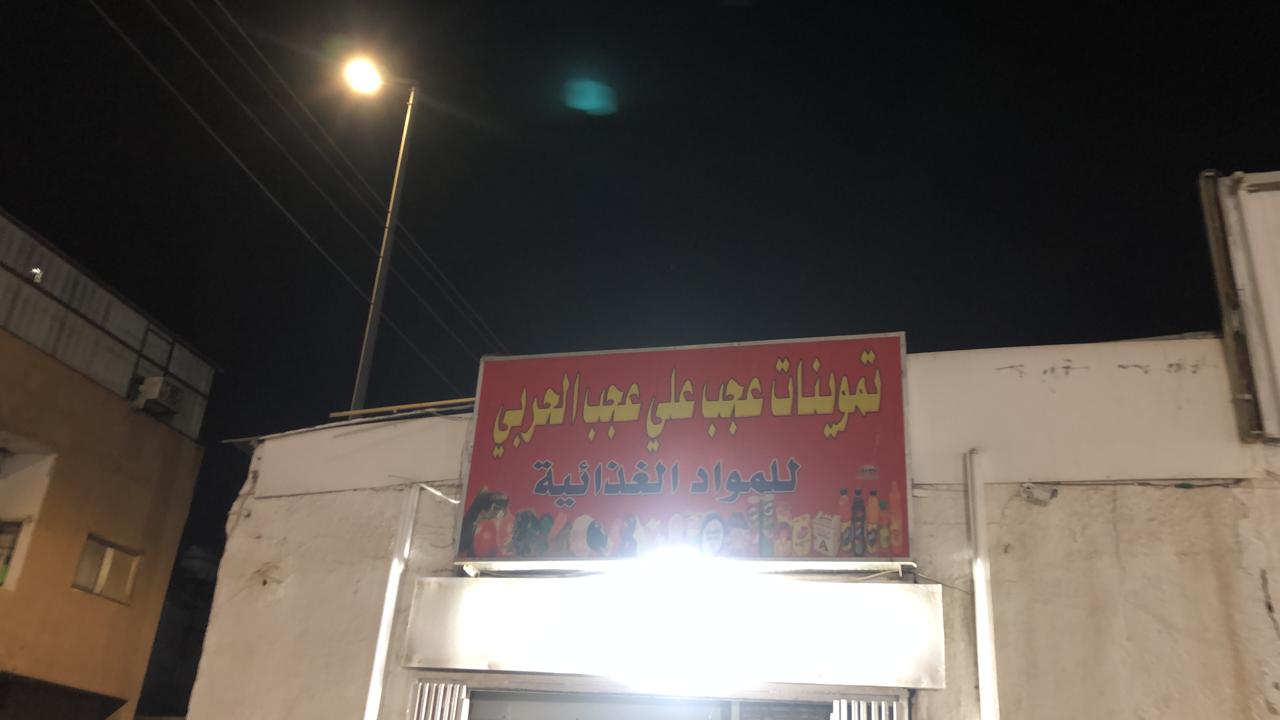 تموينات عجب علي عجب الحربي
للمواد الغذائية